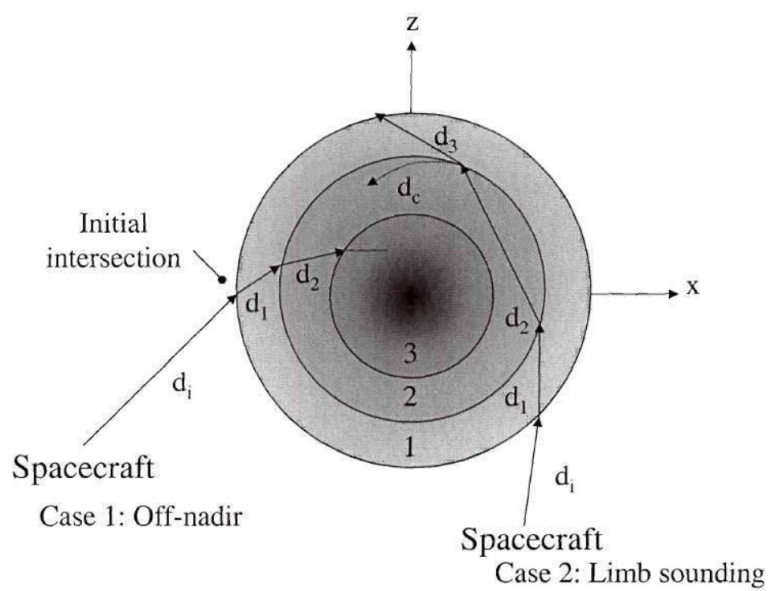 z
d3
dc
Initial
intersection
x
d1
d2
d2
3
di
2
d1
1
Spacecraft
di
Case 1: Off-nadir
Spacecraft
Case 2: Limb sounding